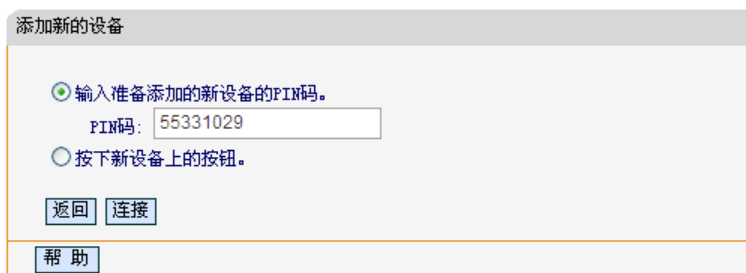 添加新的设备
输入准备添加的新设备的PIN码。
PIN码: 55331029
按下新设备上的按钮。
返回 连接
帮 助